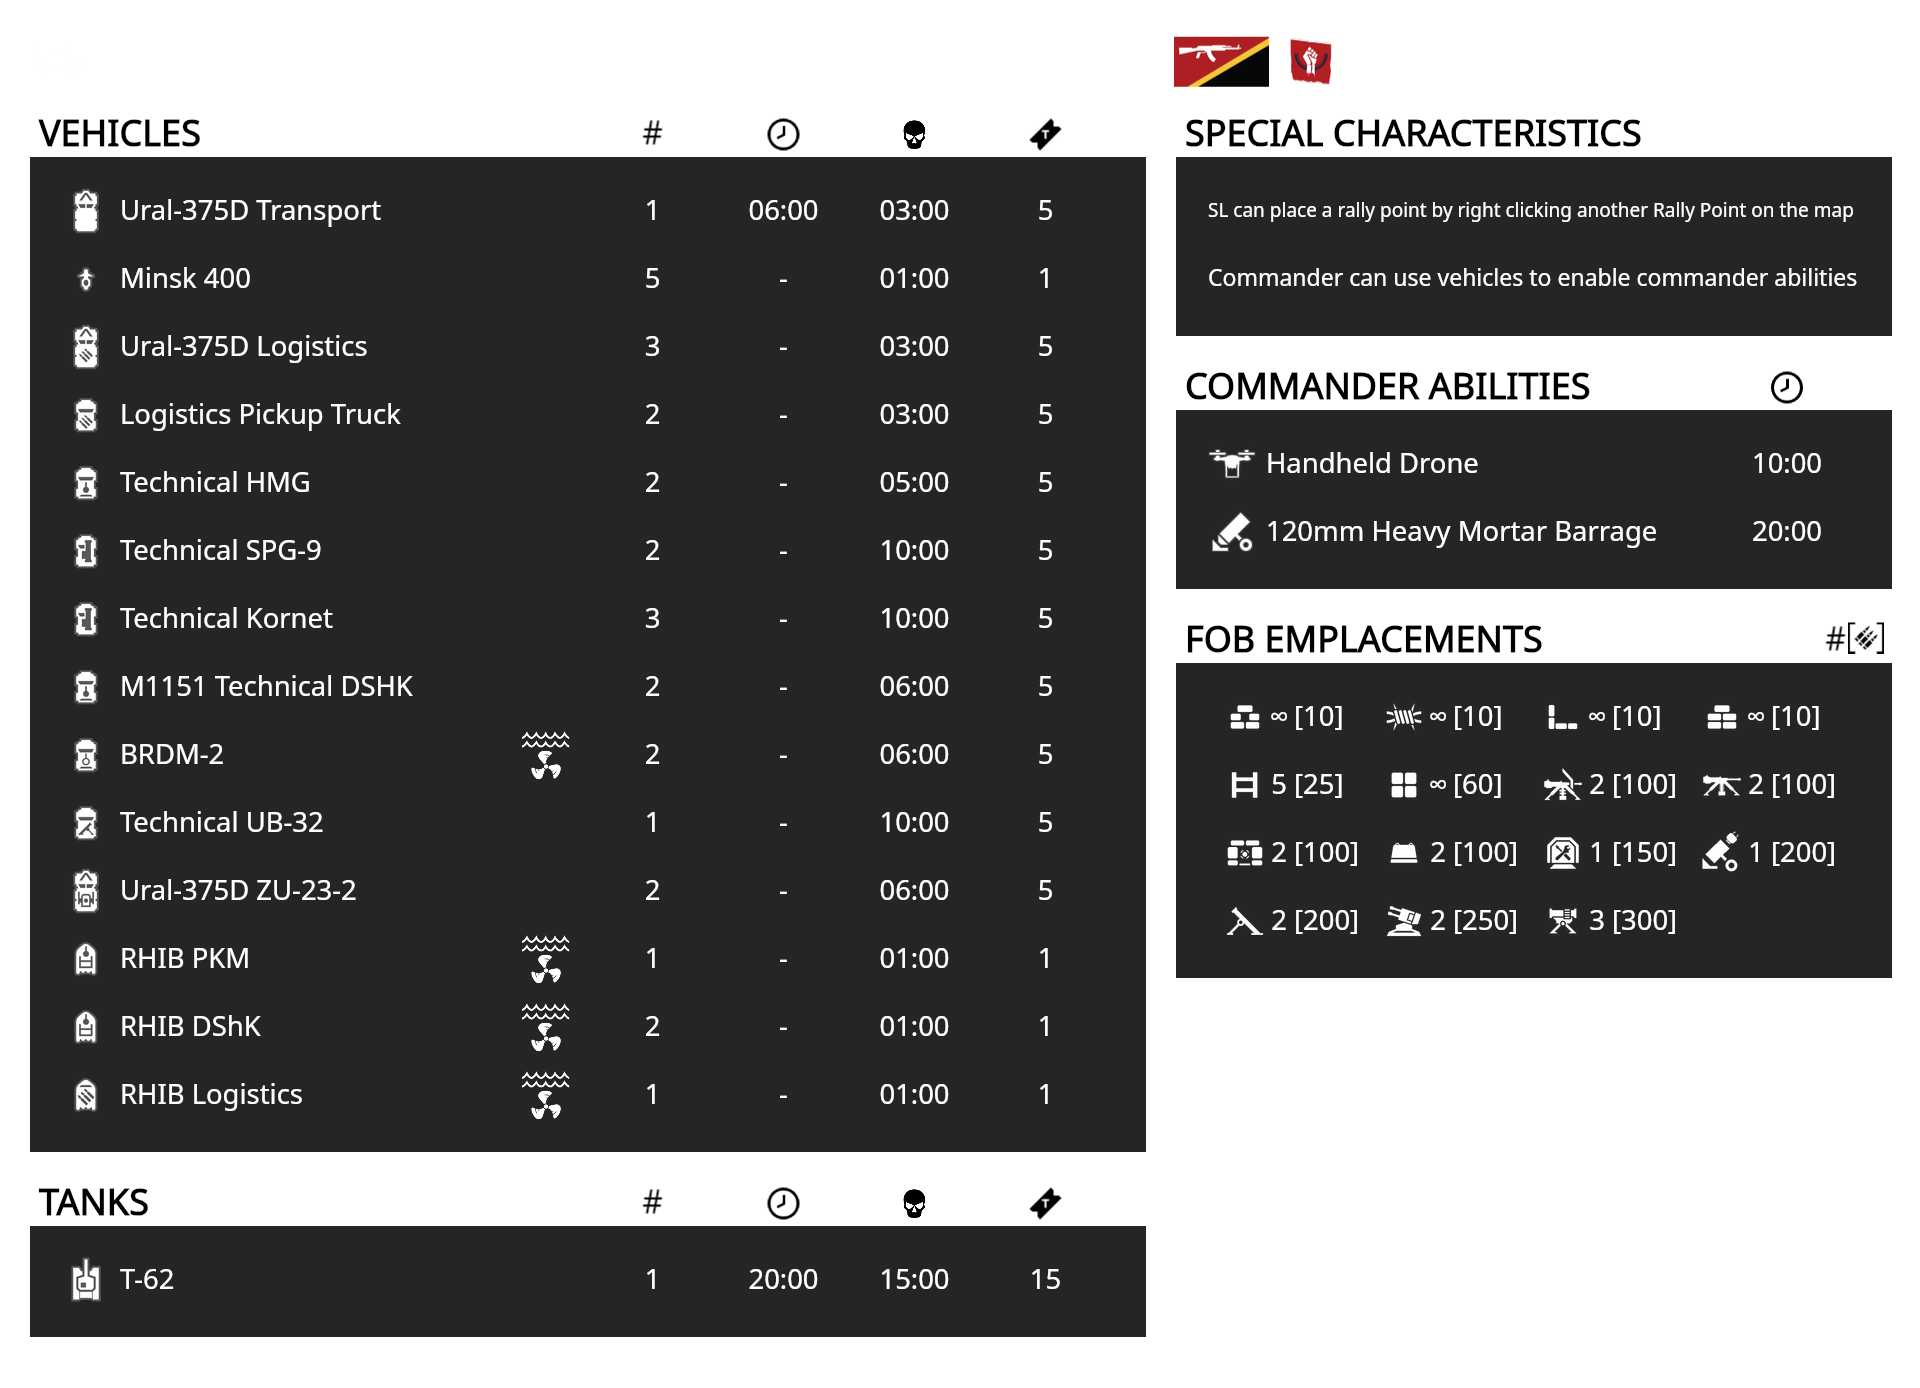 VEHICLES #
Ural-375D Transport 1 06:00 03:00 5
Minsk 400 5 - 01:00 1
Ural-375D Logistics 3 - 03:00 5
Logistics Pickup Truck 2 - 03:00 5
Technical HMG 2 - 05:00 5
Technical SPG-9 2 - 10:00 5
Technical Kornet 3 - 10:00 5
M1151 Technical DSHK 2 - 06:00 5
BRDM-2 2 - 06:00 5
Technical UB-32 1 - 10:00 5
Ural-375D ZU-23-2 2 - 06:00 5
RHIB PKM 1 - 01:00 1
RHIB DShK 2 - 01:00 1
RHIB Logistics 1 - 01:00 1
TANKS #
T-62 1 20:00 15:00 15
SPECIAL CHARACTERISTICS
SL can place a rally point by right clicking another Rally Point on the map
Commander can use vehicles to enable commander abilities
COMMANDER ABILITIES
Handheld Drone 10:00
120mm Heavy Mortar Barrage 20:00
FOB EMPLACEMENTS #[]
∞ [10] ∞ [10] ∞ [10] ∞ [10]
5 [25] ∞ [60] 2 [100] 2 [100]
2 [100] 2 [100] 1 [150] 1 [200]
2 [200] 2 [250] 3 [300]